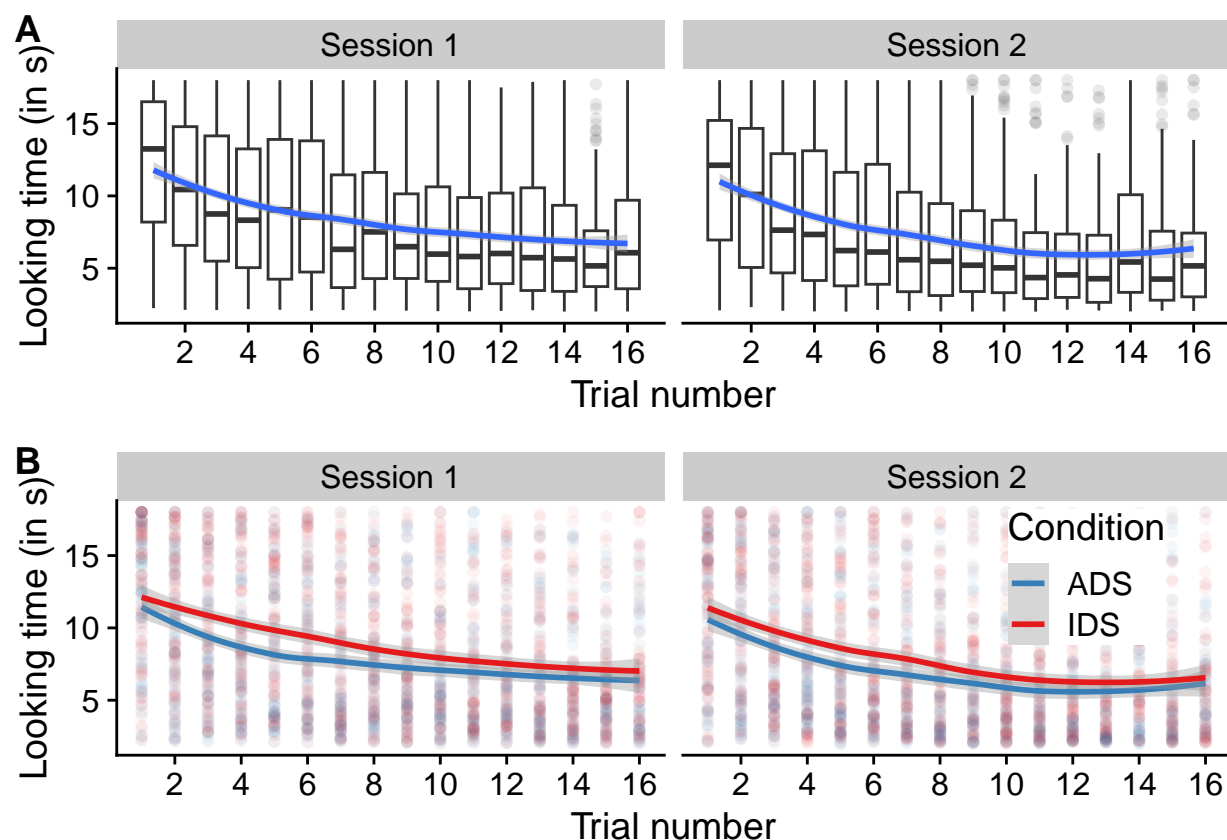 A
Session 1
Session 2
Looking time (in s)
15
10
5
2 4 6 8 10 12 14 16
2 4 6 8 10 12 14 16
Trial number
B
Session 1
Session 2
Looking time (in s)
15
10
5
Condition
ADS
IDS
2 4 6 8 10 12 14 16
2 4 6 8 10 12 14 16
Trial number